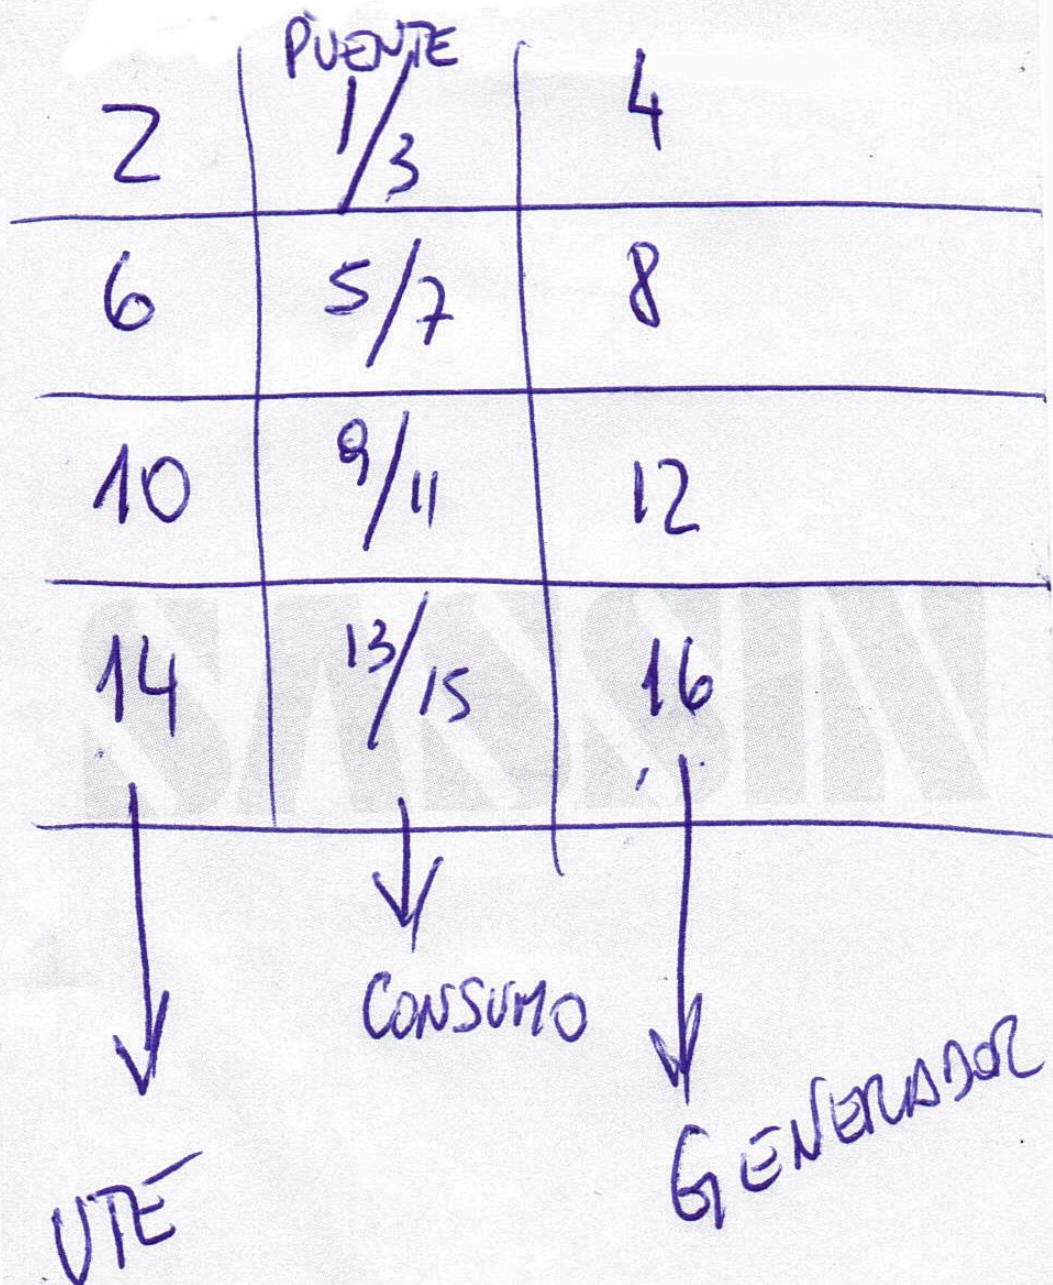 PUENTE
2 1/3 4
6 5/7 8
10 9/11 12
14 13/15 16
CONSUMO
GENERADOR
UTE